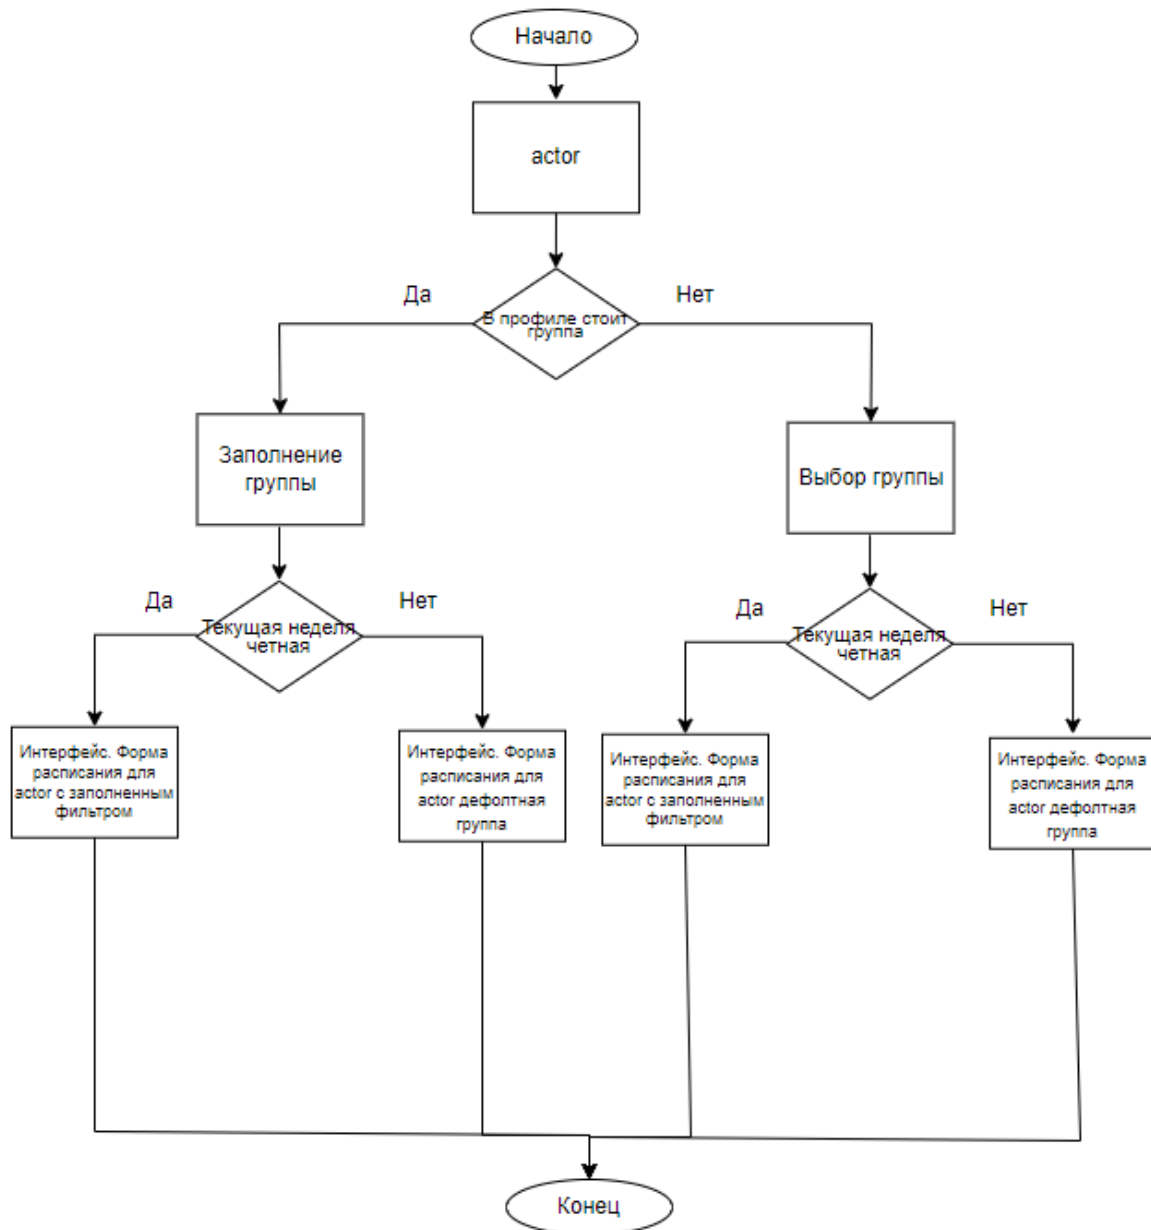 Начало
actor
Да
Нет
В профиле стоит
группа
Заполнение
группы
Выбор группы
Да
Нет
Текущая неделя
четная
Да
Нет
Текущая неделя
четная
Интерфейс. Форма
расписания для
actor с заполненным
фильтром
Интерфейс. Форма
расписания для
actor дефолтная
группа
Интерфейс. Форма
расписания для
actor с заполненным
фильтром
Интерфейс. Форма
расписания для
actor дефолтная
группа
Конец